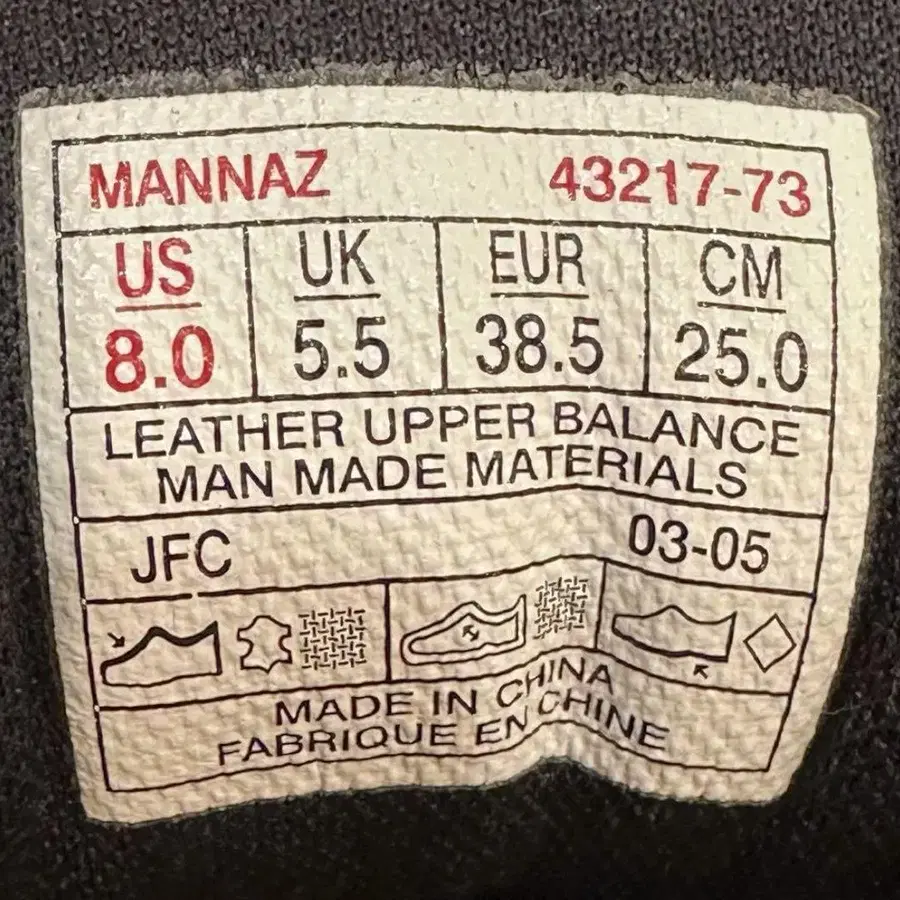 MANNAZ 43217-73
US UK EUR CM
8.0 5.5 38.5 25.0
LEATHER UPPER BALANCE
MAN MADE MATERIALS
JFC 03-05
MADE IN CHINA
FABRIQUE EN CHINE